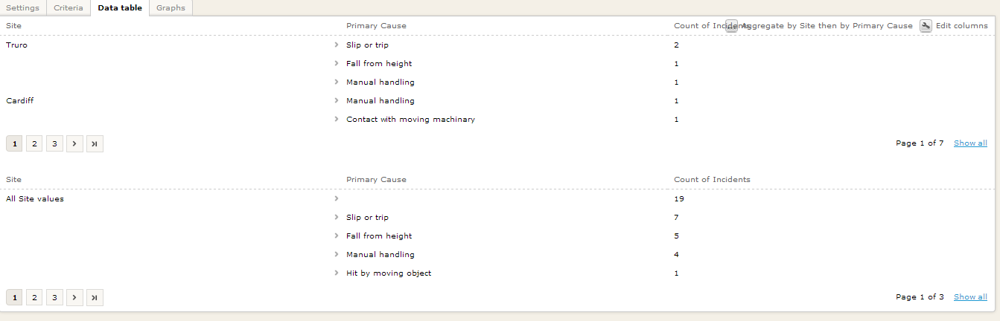 Settings Criteria Data table Graphs
Site Primary Cause Count of Incidents Aggregate by Site then by Primary Cause Edit columns
Truro Slip or trip 2
Fall from height 1
Manual handling 1
Cardiff Manual handling 1
Contact with moving machinary 1
1 2 3 Page 1 of 7 Show all
Site Primary Cause Count of Incidents
All Site values 19
Slip or trip 7
Fall from height 5
Manual handling 4
Hit by moving object 1
1 2 3 Page 1 of 3 Show all